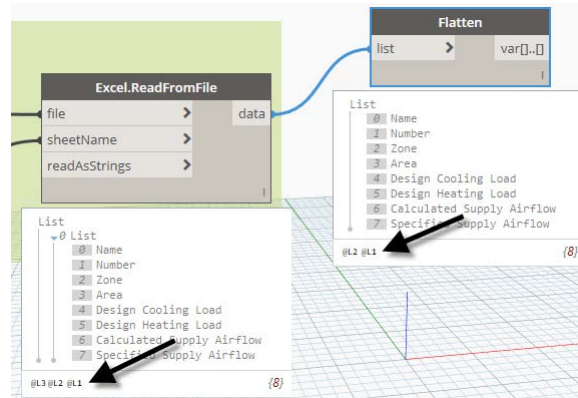 Flatten
list > var[]..[]
l
Excel.ReadFromFile
file > data
sheetName >
readAsStrings >
l
List
0 Name
1 Number
2 Zone
3 Area
4 Design Cooling Load
5 Design Heating Load
6 Calculated Supply Airflow
7 Specified Supply Airflow
@L2 @L1 {8}
List
0 List
0 Name
1 Number
2 Zone
3 Area
4 Design Cooling Load
5 Design Heating Load
6 Calculated Supply Airflow
7 Specified Supply Airflow
@L3 @L2 @L1 {8}